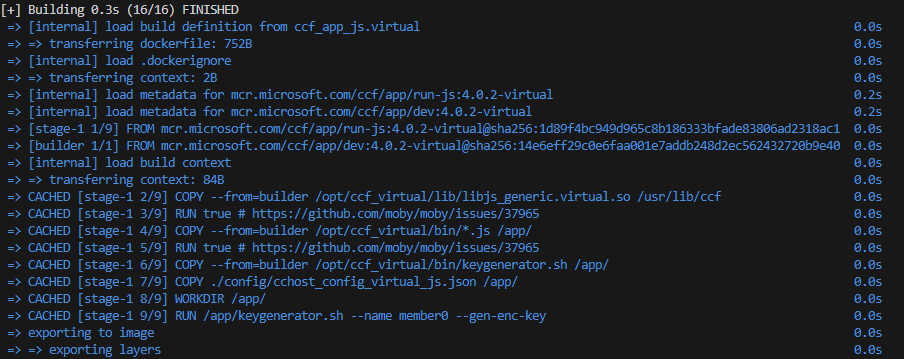 [+] Building 0.3s (16/16) FINISHED
=> [internal] load build definition from ccf_app_js.virtual 0.0s
=> => transferring dockerfile: 752B 0.0s
=> [internal] load .dockerignore 0.0s
=> => transferring context: 2B 0.0s
=> [internal] load metadata for mcr.microsoft.com/ccf/app/run-js:4.0.2-virtual 0.2s
=> [internal] load metadata for mcr.microsoft.com/ccf/app/dev:4.0.2-virtual 0.2s
=> [stage-1 1/9] FROM mcr.microsoft.com/ccf/app/run-js:4.0.2-virtual@sha256:1d89f4bc949d965c8b186333bfade83806ad2318ac1 0.0s
=> [builder 1/1] FROM mcr.microsoft.com/ccf/app/dev:4.0.2-virtual@sha256:14e6eff29c0e6faa001e7addb248d2ec562432720b9e40 0.0s
=> [internal] load build context 0.0s
=> => transferring context: 84B 0.0s
=> CACHED [stage-1 2/9] COPY --from=builder /opt/ccf_virtual/lib/libjs_generic.virtual.so /usr/lib/ccf 0.0s
=> CACHED [stage-1 3/9] RUN true # https://github.com/moby/moby/issues/37965 0.0s
=> CACHED [stage-1 4/9] COPY --from=builder /opt/ccf_virtual/bin/*.js /app/ 0.0s
=> CACHED [stage-1 5/9] RUN true # https://github.com/moby/moby/issues/37965 0.0s
=> CACHED [stage-1 6/9] COPY --from=builder /opt/ccf_virtual/bin/keygenerator.sh /app/ 0.0s
=> CACHED [stage-1 7/9] COPY ./config/cchost_config_virtual_js.json /app/ 0.0s
=> CACHED [stage-1 8/9] WORKDIR /app/ 0.0s
=> CACHED [stage-1 9/9] RUN /app/keygenerator.sh --name member0 --gen-enc-key 0.0s
=> exporting to image 0.0s
=> => exporting layers 0.0s